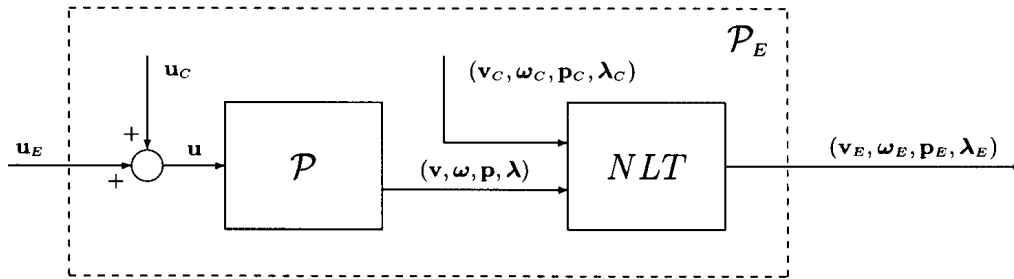 𝒫_E
u_C
(v_C, ω_C, p_C, λ_C)
+
u_E
+
u
𝒫
(v, ω, p, λ)
NLT
(v_E, ω_E, p_E, λ_E)